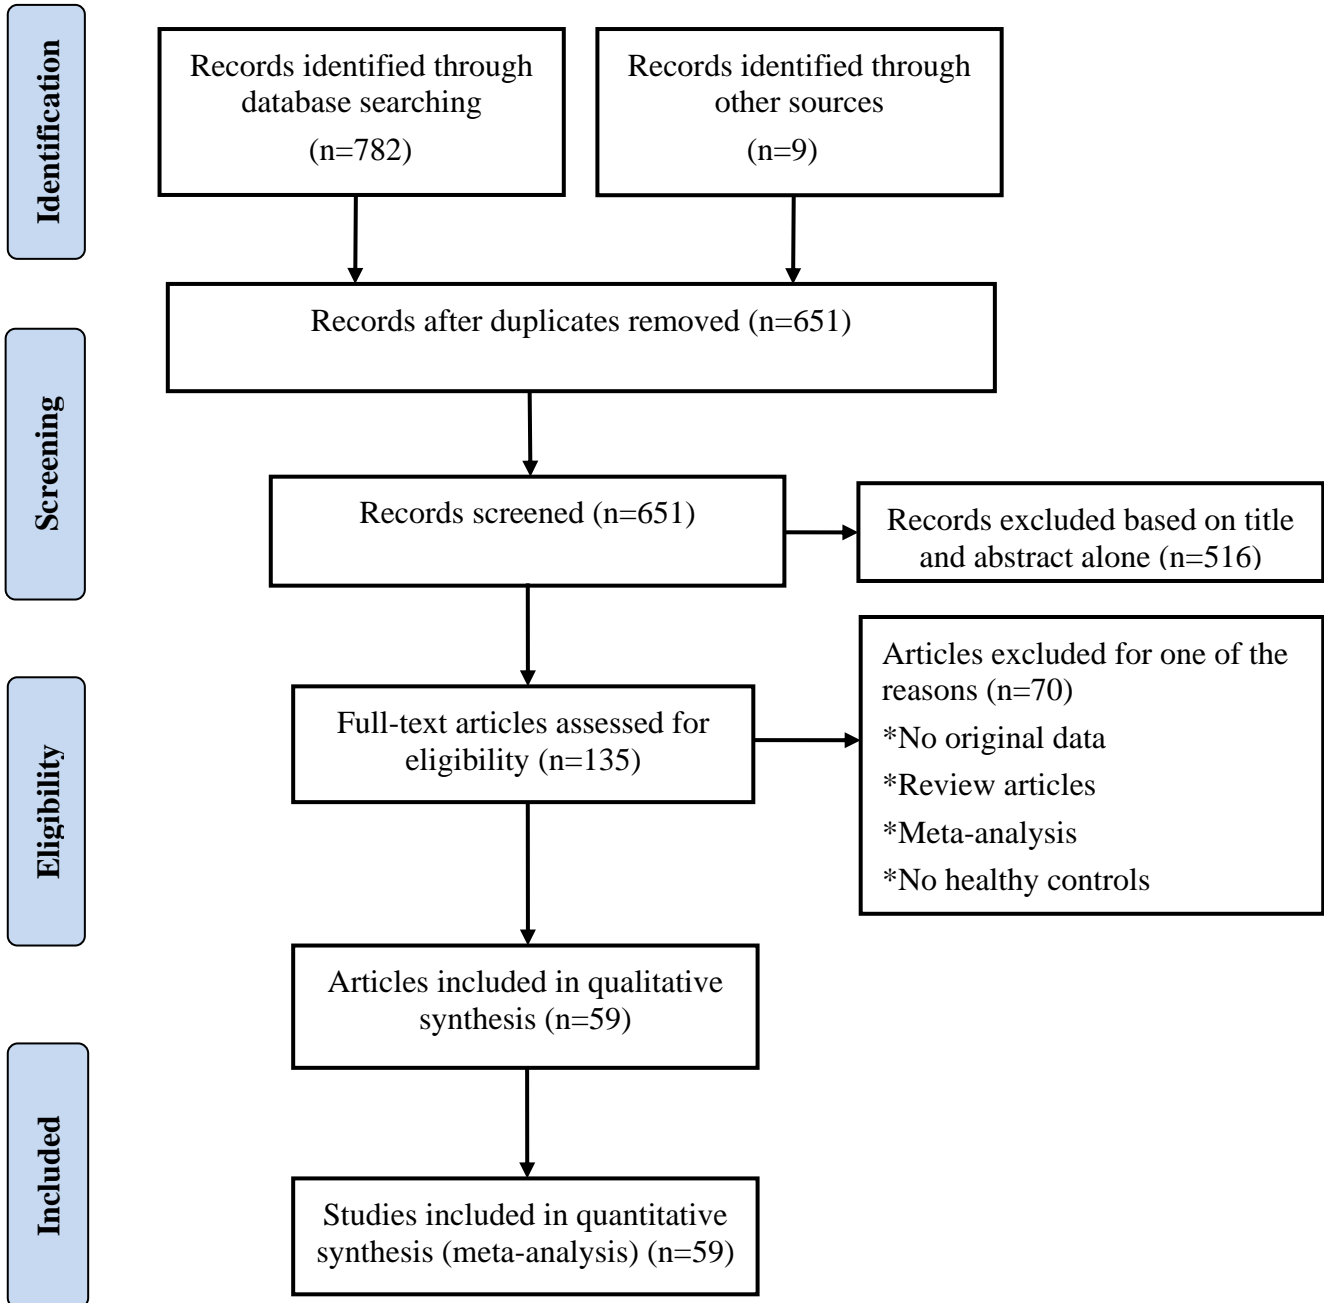 Identification
Records identified through
database searching
(n=782)
Records identified through
other sources
(n=9)
Records after duplicates removed (n=651)
Screening
Records screened (n=651)
Records excluded based on title
and abstract alone (n=516)
Eligibility
Full-text articles assessed for
eligibility (n=135)
Articles excluded for one of the
reasons (n=70)
*No original data
*Review articles
*Meta-analysis
*No healthy controls
Articles included in qualitative
synthesis (n=59)
Included
Studies included in quantitative
synthesis (meta-analysis) (n=59)